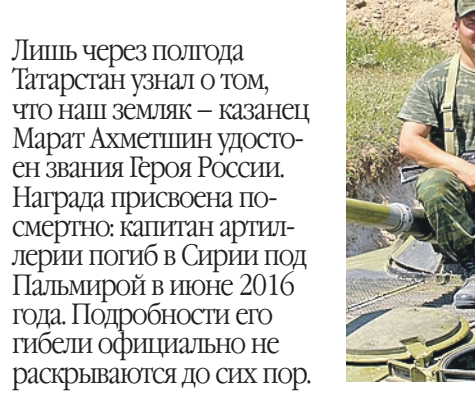 Лишь через полгода
Татарстан узнал о том,
что наш земляк – казанец
Марат Ахметшин удосто-
ен звания Героя России.
Награда присвоена по-
смертно: капитан артил-
лерии погиб в Сирии под
Пальмирой в июне 2016
года. Подробности его
гибели официально не
раскрываются до сих пор.